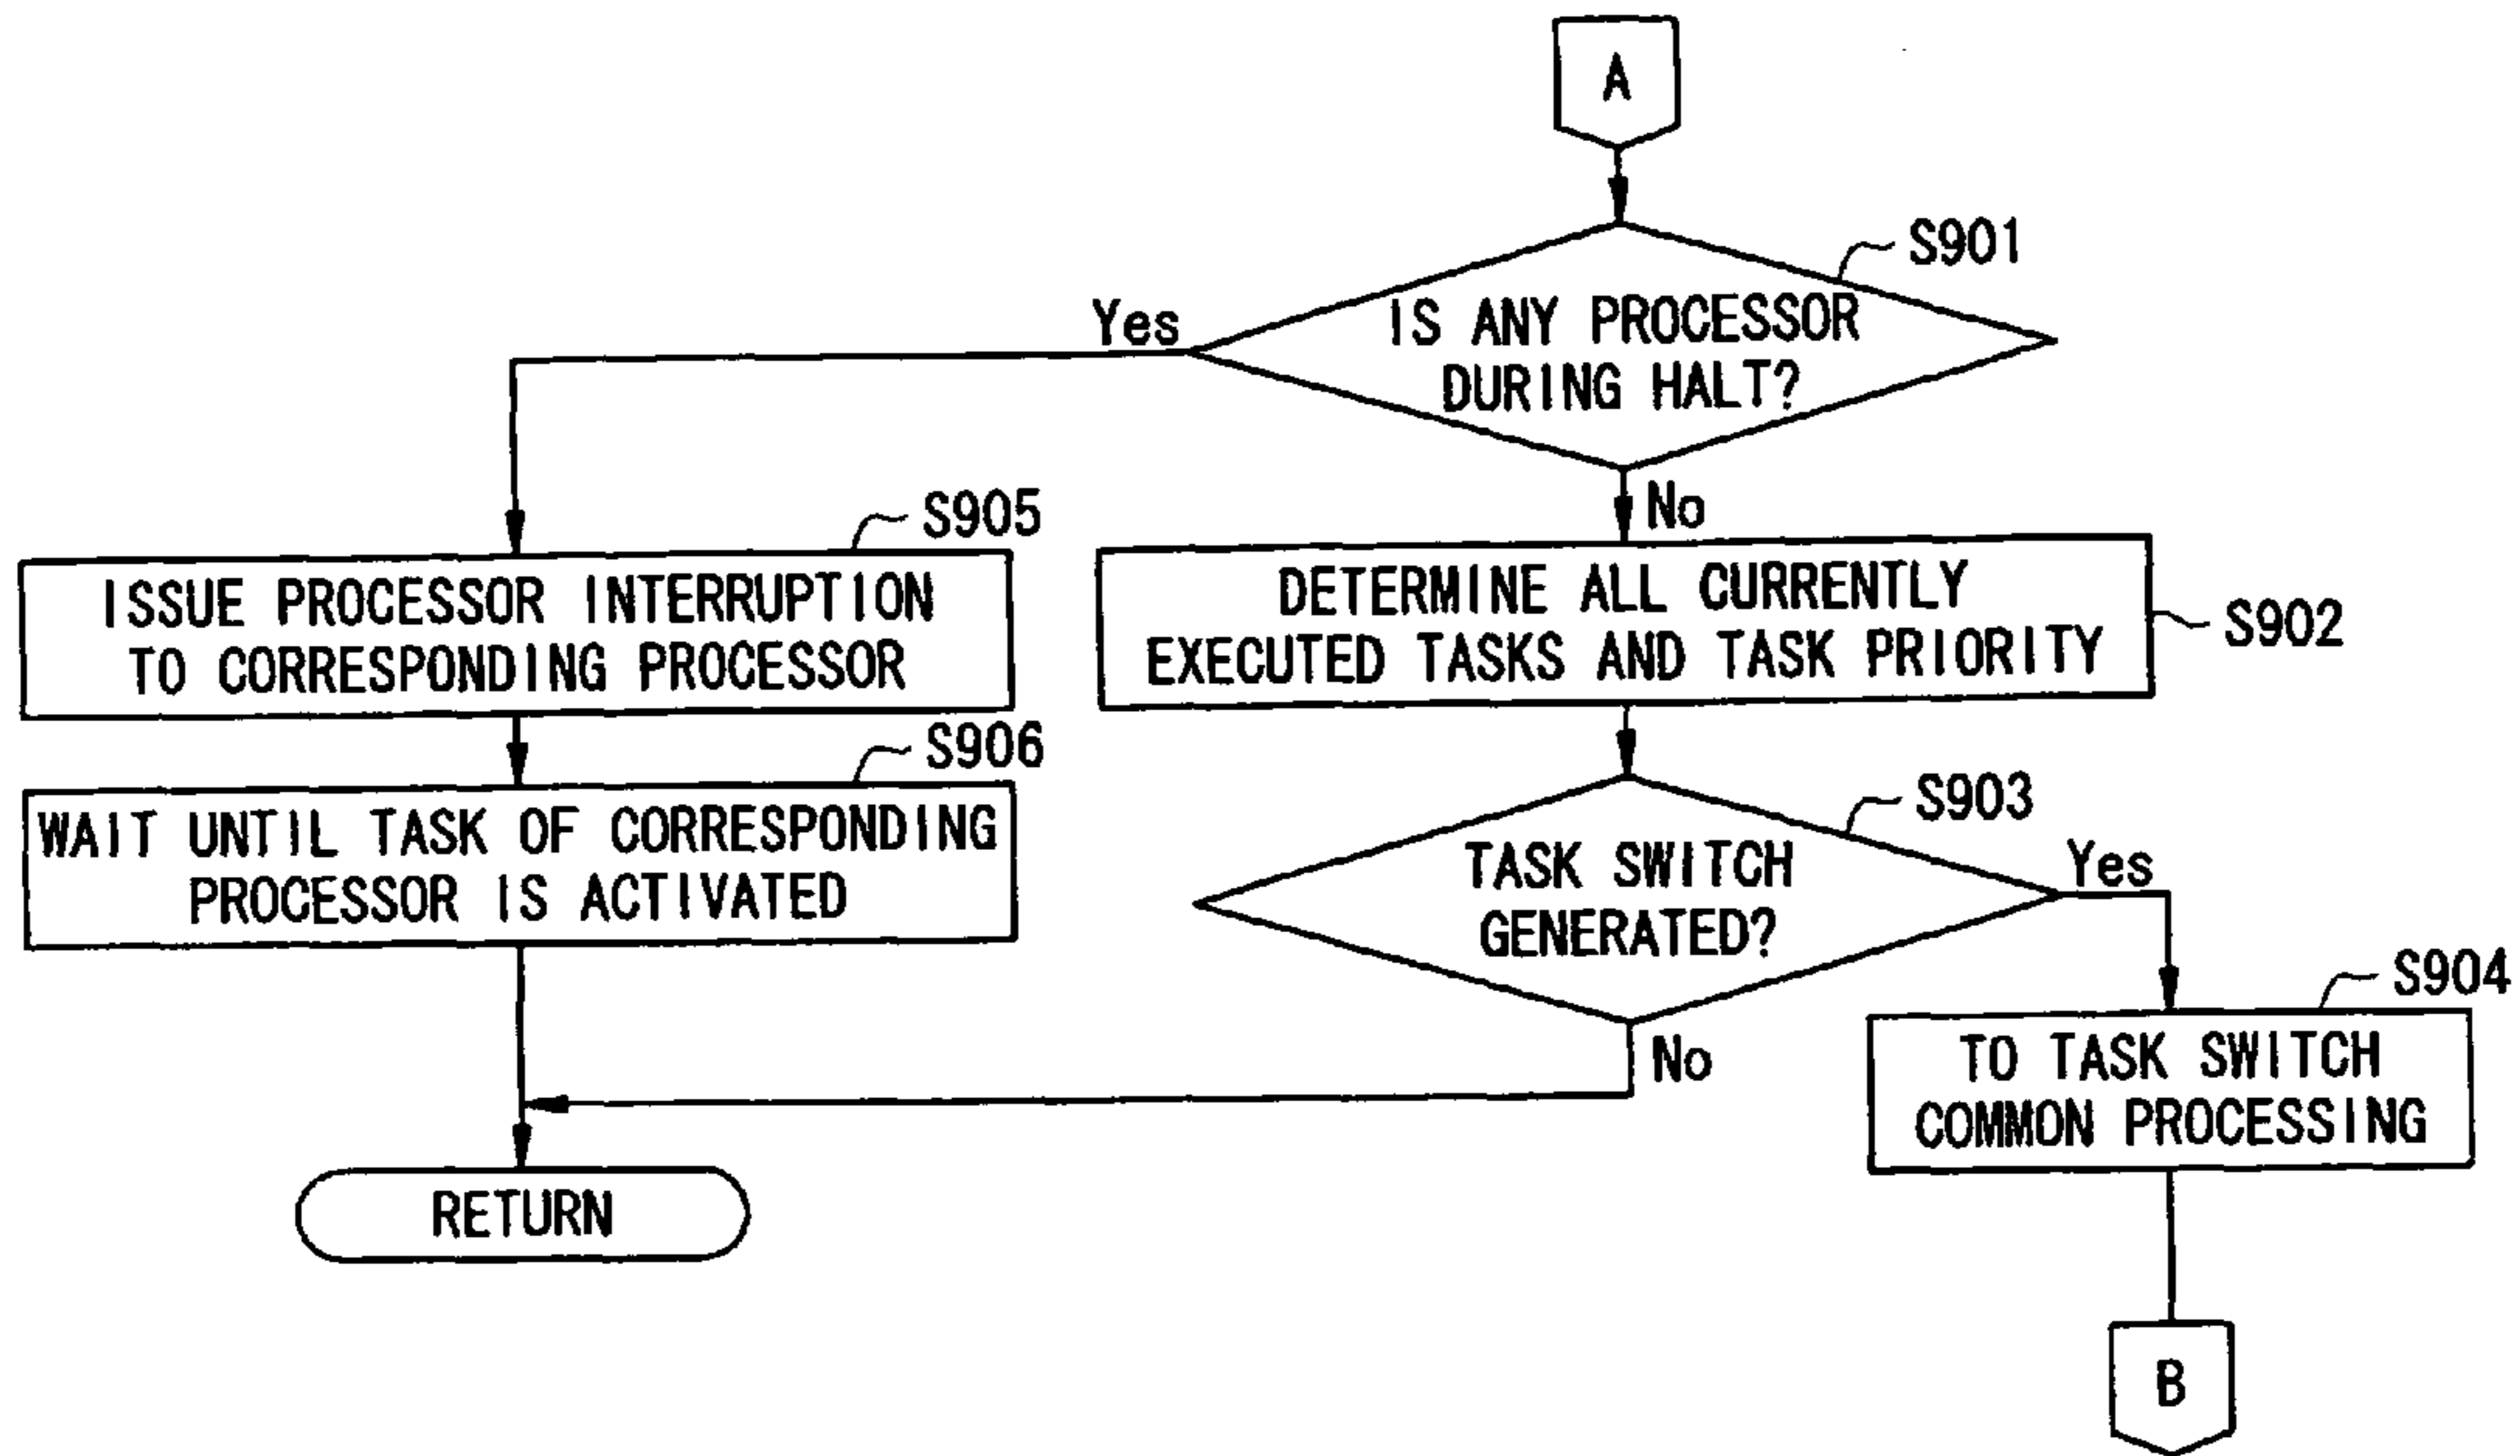 A
S901
IS ANY PROCESSOR
DURING HALT?
Yes
No
S905
ISSUE PROCESSOR INTERRUPTION
TO CORRESPONDING PROCESSOR
DETERMINE ALL CURRENTLY
EXECUTED TASKS AND TASK PRIORITY
S902
S906
WAIT UNTIL TASK OF CORRESPONDING
PROCESSOR IS ACTIVATED
S903
TASK SWITCH
GENERATED?
Yes
No
S904
TO TASK SWITCH
COMMON PROCESSING
RETURN
B